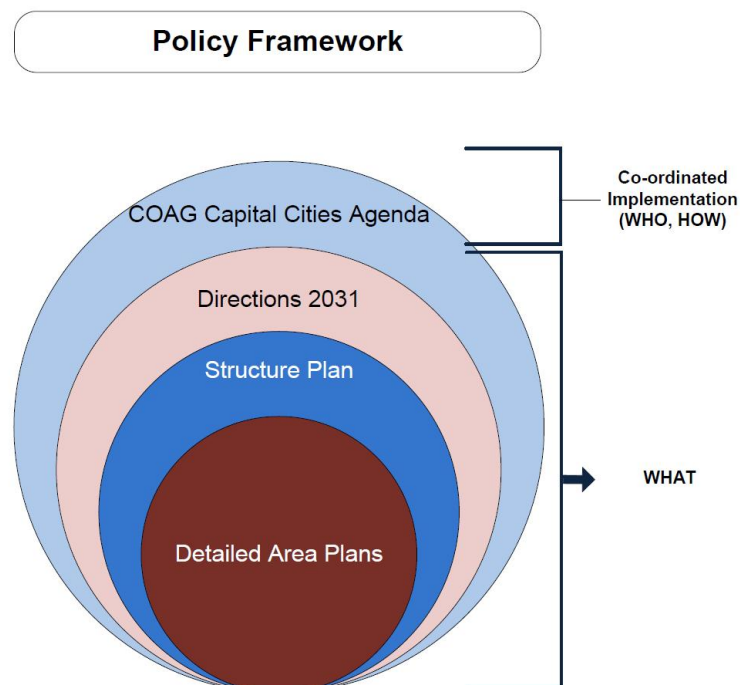 Policy Framework
COAG Capital Cities Agenda
Co-ordinated
Implementation
(WHO, HOW)
Directions 2031
Structure Plan
WHAT
Detailed Area Plans